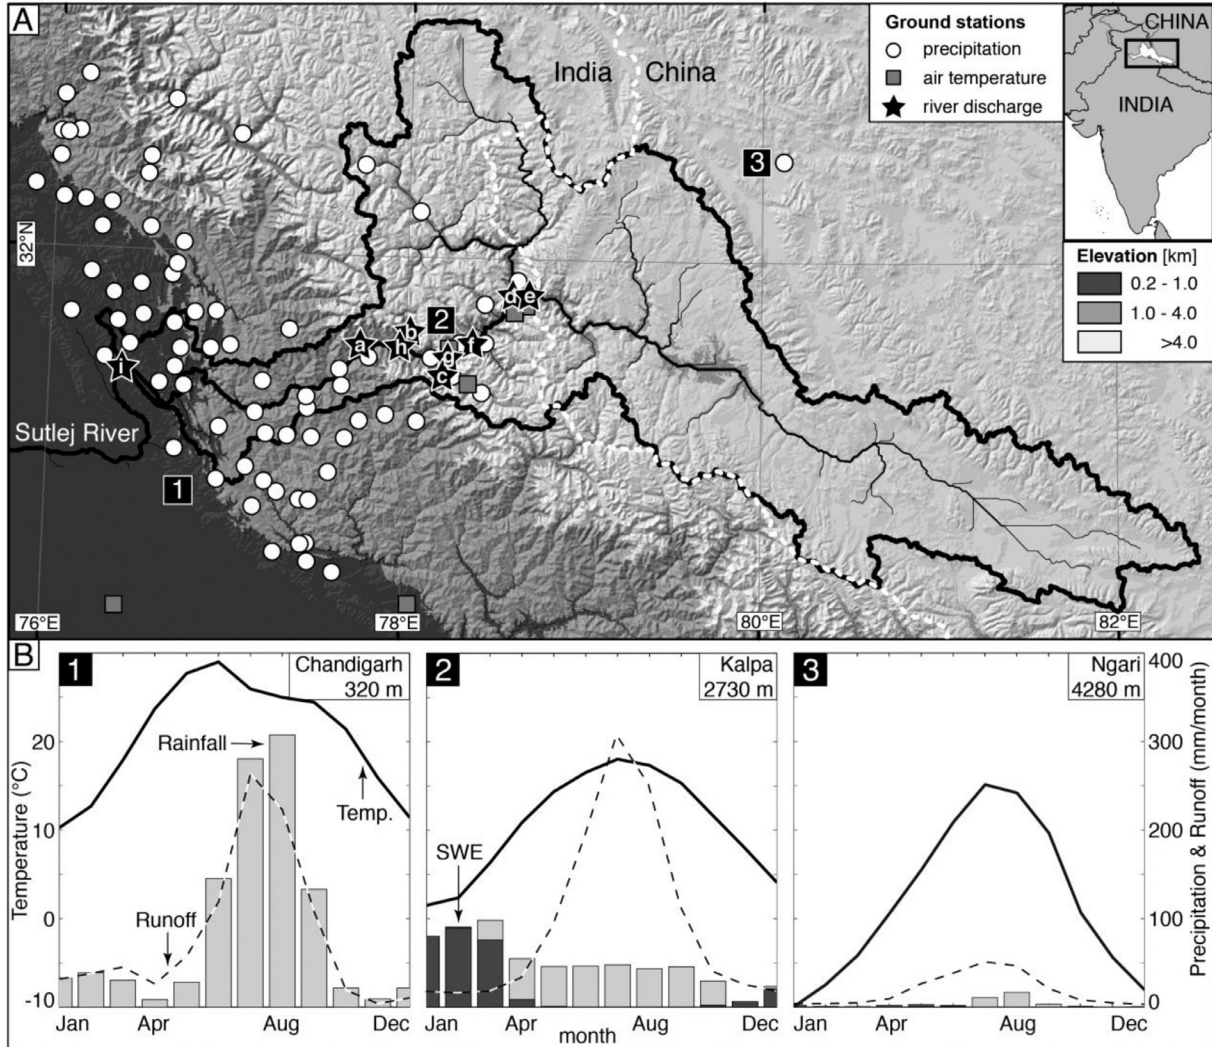 A
Ground stations
precipitation
air temperature
river discharge
India
China
CHINA
INDIA
3
32°N
Elevation [km]
0.2 - 1.0
1.0 - 4.0
>4.0
d
e
2
a
b
h
f
g
c
i
Sutlej River
1
76°E
78°E
80°E
82°E
B
1
Chandigarh
320 m
2
Kalpa
2730 m
3
Ngari
4280 m
400
20
Rainfall
300
Temp.
10
200
SWE
0
Runoff
100
-10
0
Temperature (°C)
Precipitation & Runoff (mm/month)
Jan Apr Aug Dec
Jan Apr Aug Dec
Jan Apr Aug Dec
month